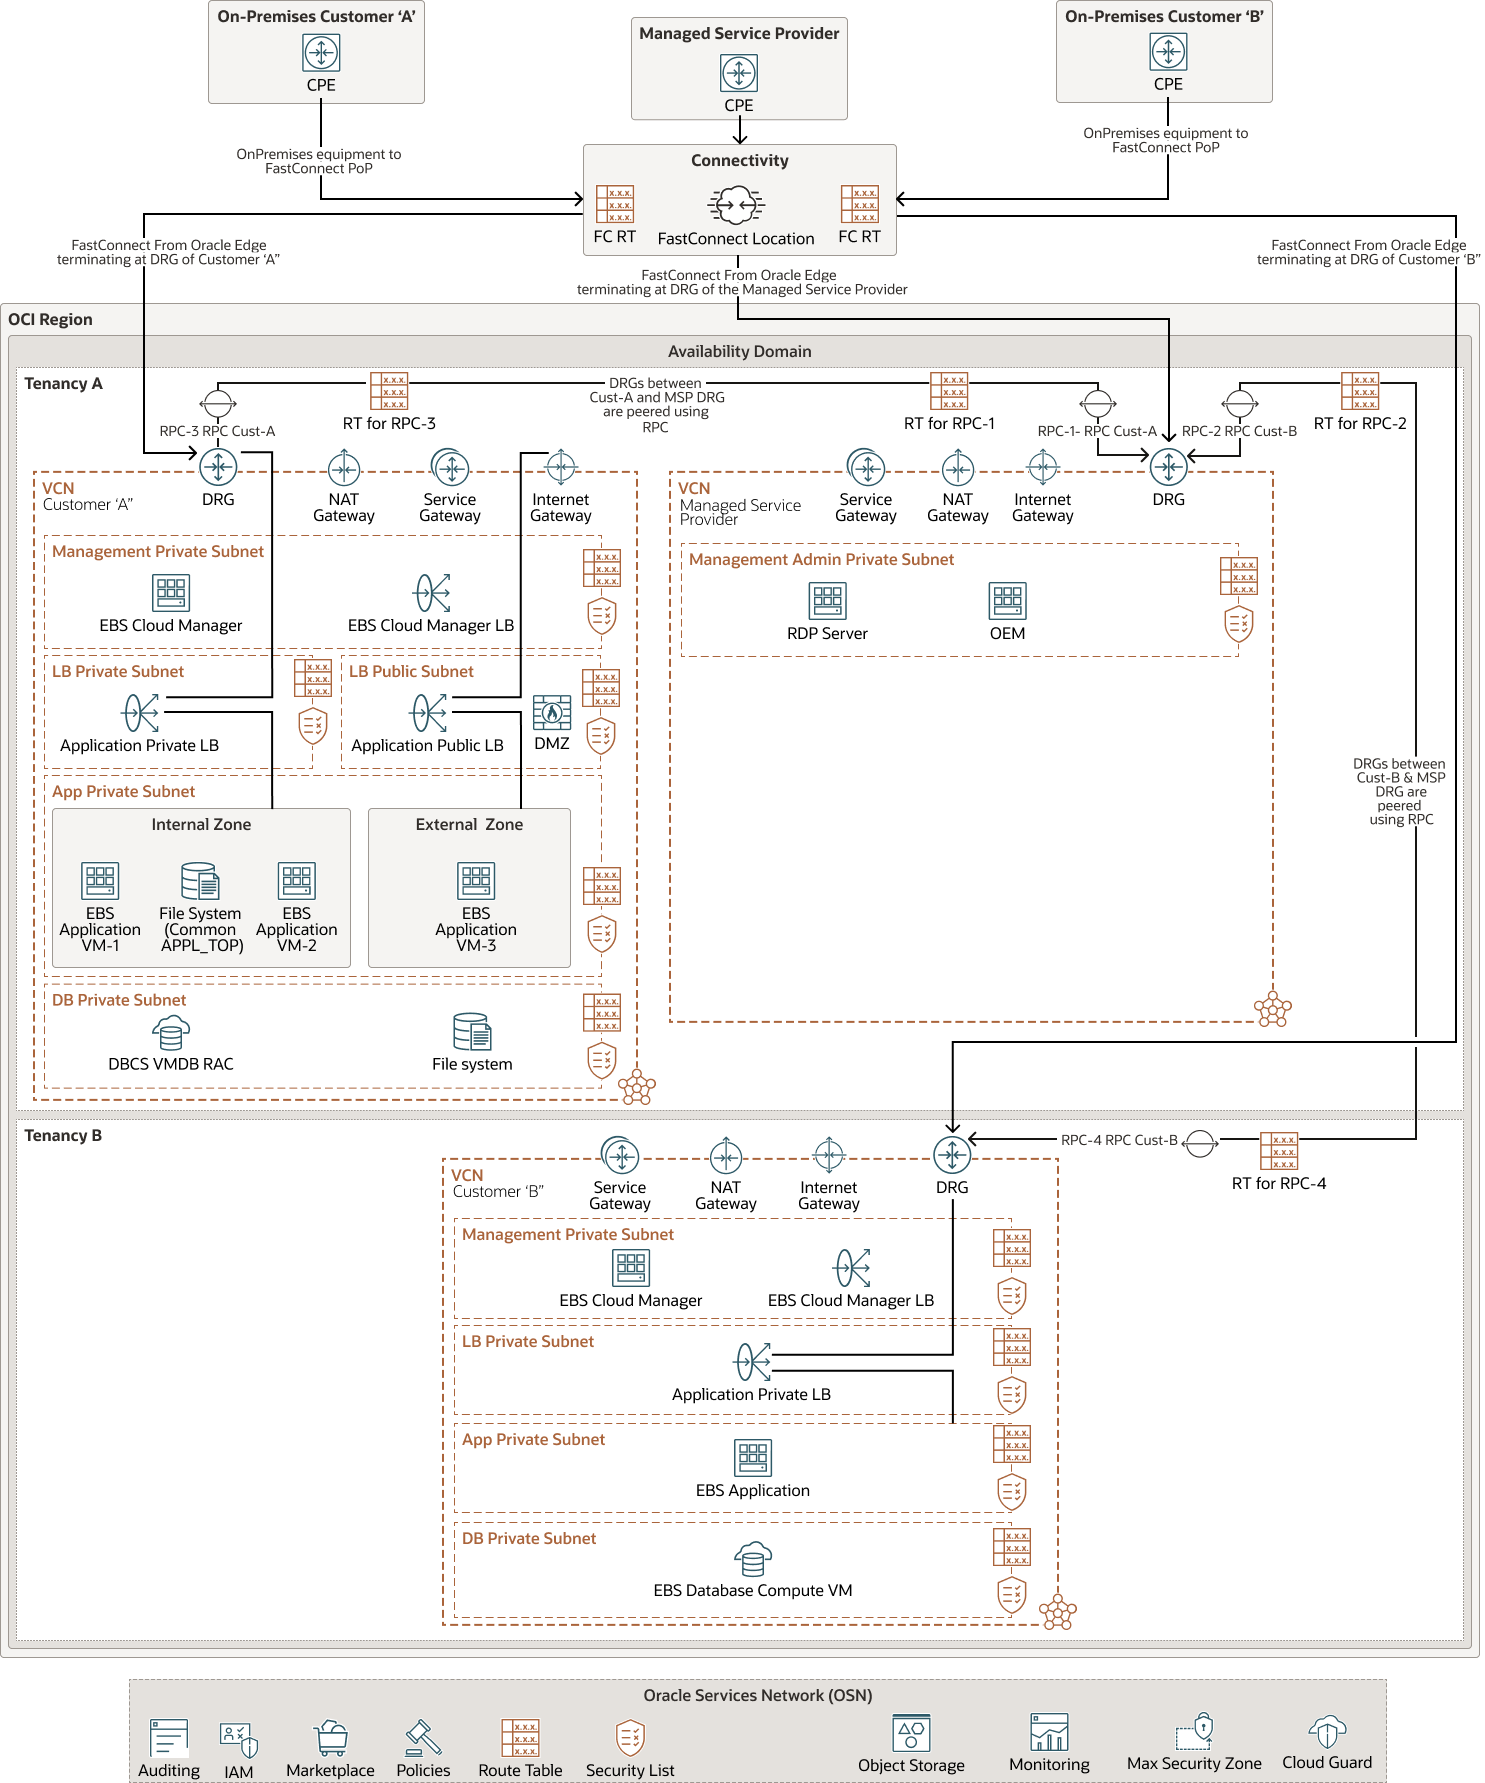 On-Premises Customer ‘A’
CPE
Managed Service Provider
CPE
On-Premises Customer ‘B’
CPE
OnPremises equipment to
FastConnect PoP
OnPremises equipment to
FastConnect PoP
Connectivity
x.x.x.
x.x.x.
x.x.x.
FC RT
FastConnect Location
x.x.x.
x.x.x.
x.x.x.
FC RT
FastConnect From Oracle Edge
terminating at DRG of Customer ‘A”
FastConnect From Oracle Edge
terminating at DRG of the Managed Service Provider
FastConnect From Oracle Edge
terminating at DRG of Customer ‘B”
OCI Region
Availability Domain
Tenancy A
RPC-3 RPC Cust-A
x.x.x.
x.x.x.
x.x.x.
RT for RPC-3
DRGs between
Cust-A and MSP DRG
are peered using
RPC
x.x.x.
x.x.x.
x.x.x.
RT for RPC-1
RPC-1- RPC Cust-A
RPC-2 RPC Cust-B
x.x.x.
x.x.x.
x.x.x.
RT for RPC-2
VCN
Customer ‘A”
DRG
NAT
Gateway
Service
Gateway
Internet
Gateway
Management Private Subnet
EBS Cloud Manager
EBS Cloud Manager LB
x.x.x.
x.x.x.
x.x.x.
LB Private Subnet
Application Private LB
x.x.x.
x.x.x.
x.x.x.
LB Public Subnet
Application Public LB
DMZ
x.x.x.
x.x.x.
x.x.x.
App Private Subnet
Internal Zone
EBS
Application
VM-1
File System
(Common
APPL_TOP)
EBS
Application
VM-2
External Zone
EBS
Application
VM-3
x.x.x.
x.x.x.
x.x.x.
DB Private Subnet
DBCS VMDB RAC
File system
x.x.x.
x.x.x.
x.x.x.
VCN
Managed Service
Provider
Service
Gateway
NAT
Gateway
Internet
Gateway
DRG
Management Admin Private Subnet
RDP Server
OEM
x.x.x.
x.x.x.
x.x.x.
DRGs between
Cust-B & MSP
DRG are
peered
using RPC
Tenancy B
RPC-4 RPC Cust-B
x.x.x.
x.x.x.
x.x.x.
RT for RPC-4
VCN
Customer ‘B”
Service
Gateway
NAT
Gateway
Internet
Gateway
DRG
Management Private Subnet
EBS Cloud Manager
EBS Cloud Manager LB
x.x.x.
x.x.x.
x.x.x.
LB Private Subnet
Application Private LB
x.x.x.
x.x.x.
x.x.x.
App Private Subnet
EBS Application
x.x.x.
x.x.x.
x.x.x.
DB Private Subnet
EBS Database Compute VM
x.x.x.
x.x.x.
x.x.x.
Oracle Services Network (OSN)
Auditing
IAM
Marketplace
Policies
x.x.x.
x.x.x.
x.x.x.
Route Table
Security List
Object Storage
Monitoring
Max Security Zone
Cloud Guard